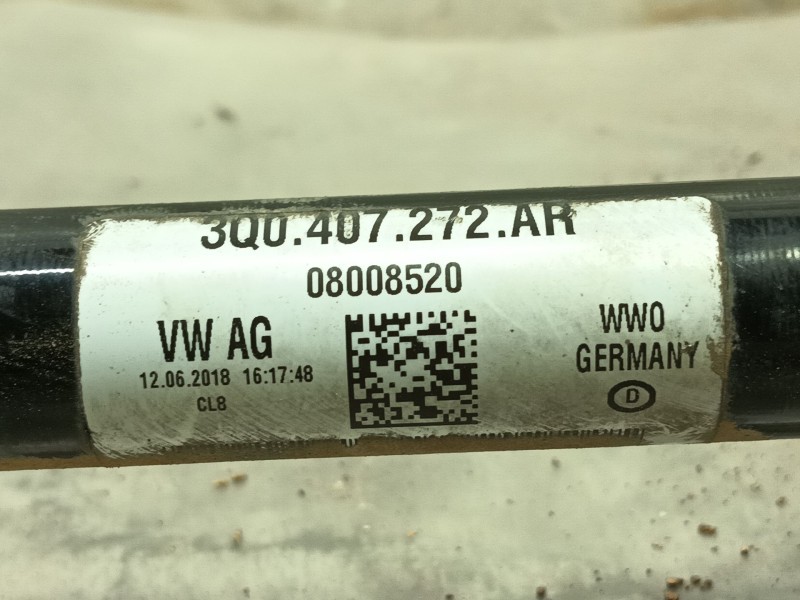 3Q0.407.272.AR
08008520
VW AG
12.06.2018 16:17:48
CL8
WWO
GERMANY
D